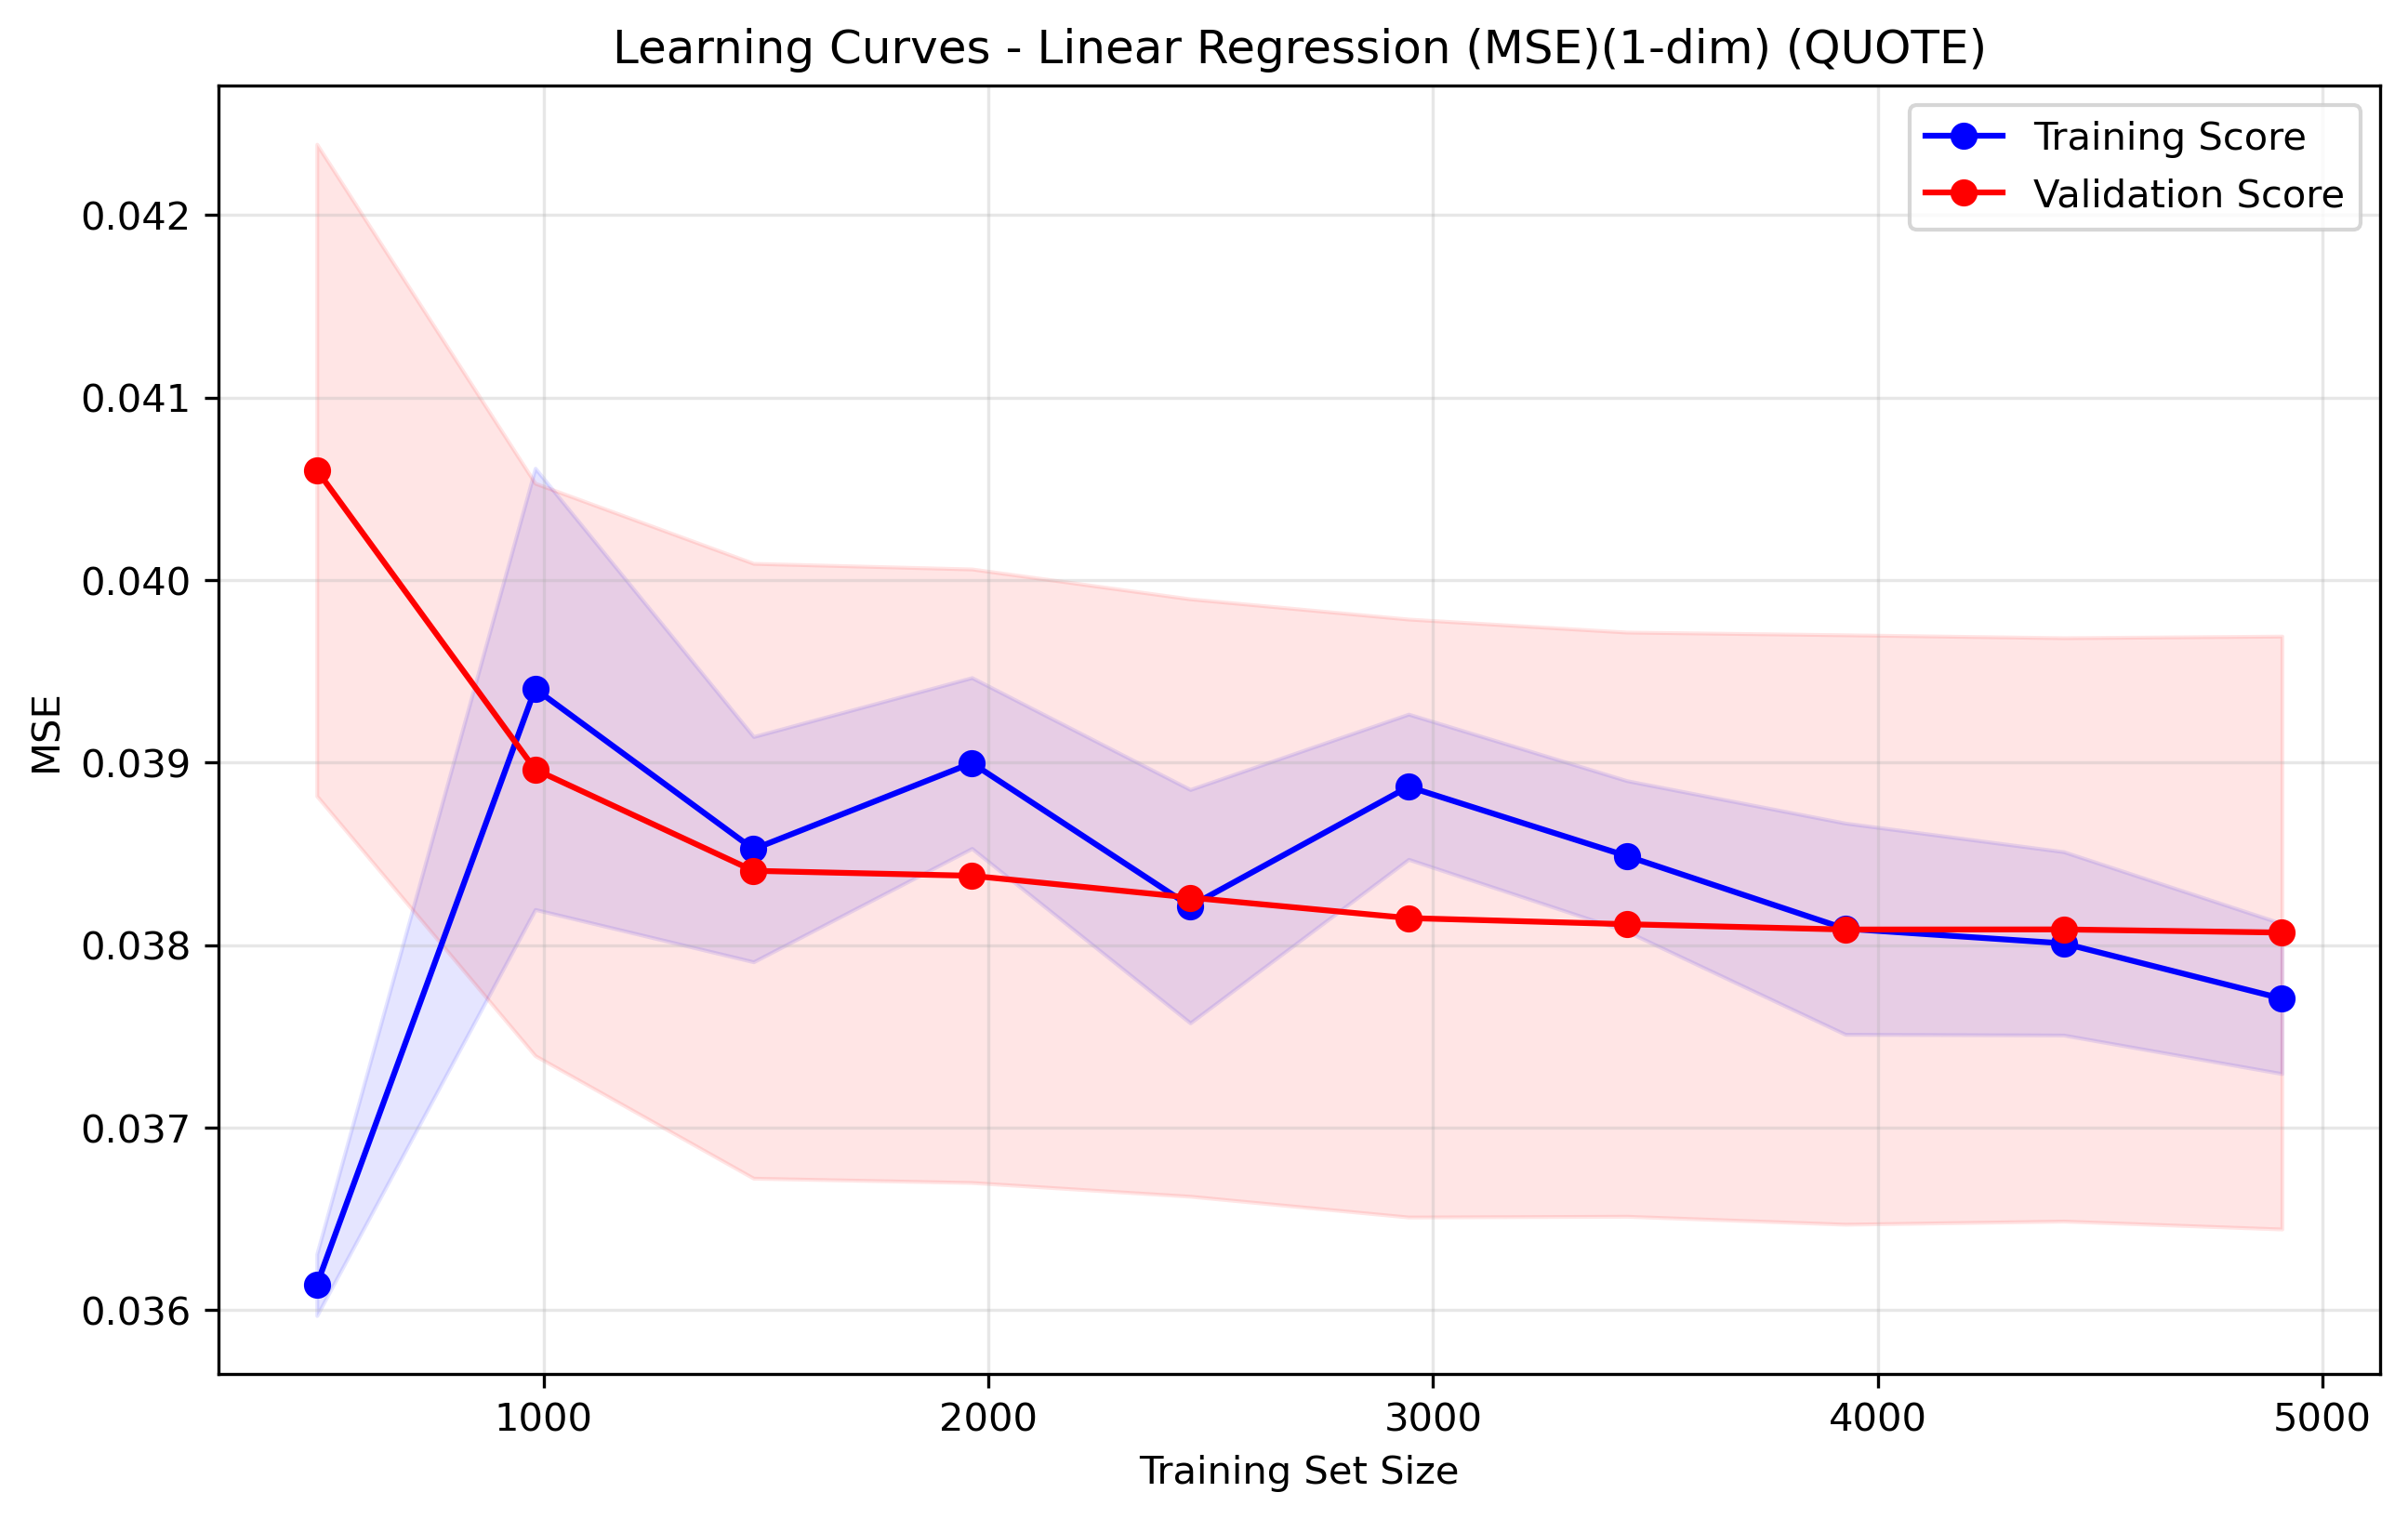 Learning Curves - Linear Regression (MSE)(1-dim) (QUOTE)
Training Score
Validation Score
0.042
0.041
0.040
0.039
0.038
0.037
0.036
MSE
1000 2000 3000 4000 5000
Training Set Size